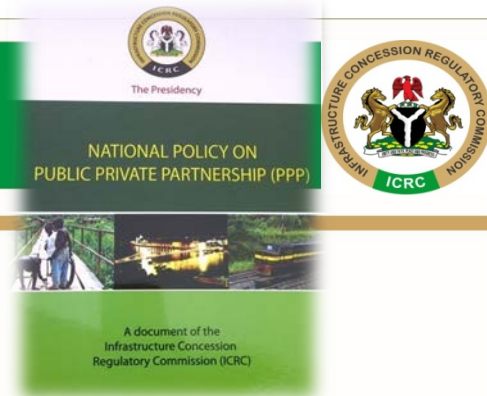 ICRC
The Presidency
NATIONAL POLICY ON
PUBLIC PRIVATE PARTNERSHIP (PPP)
A document of the
Infrastructure Concession
Regulatory Commission (ICRC)
INFRASTRUCTURE CONCESSION REGULATORY COMMISSION
ICRC